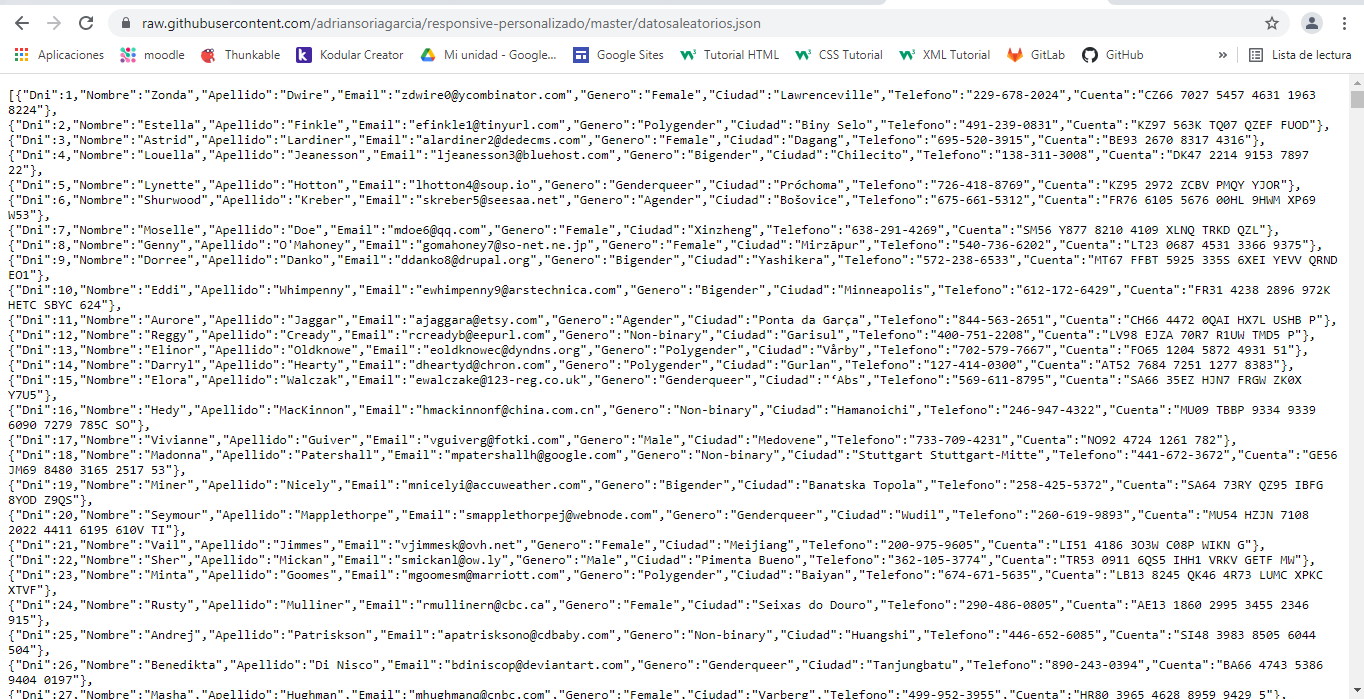 raw.githubusercontent.com/adriansoriagarcia/responsive-personalizado/master/datosaleatorios.json
Aplicaciones moodle Thunkable Kodular Creator Mi unidad - Google... Google Sites Tutorial HTML CSS Tutorial XML Tutorial GitLab GitHub » Lista de lectura
[{"Dni":1,"Nombre":"Zonda","Apellido":"Dwire","Email":"zdwire0@ycombinator.com","Genero":"Female","Ciudad":"Lawrenceville","Telefono":"229-678-2024","Cuenta":"CZ66 7027 5457 4631 1963
8224"},
{"Dni":2,"Nombre":"Estella","Apellido":"Finkle","Email":"efinkle1@tinyurl.com","Genero":"Polygender","Ciudad":"Biny Selo","Telefono":"491-239-0831","Cuenta":"KZ97 563K TQ07 QZEF FUOD"},
{"Dni":3,"Nombre":"Astrid","Apellido":"Lardiner","Email":"alardiner2@dedecms.com","Genero":"Female","Ciudad":"Dagang","Telefono":"695-520-3915","Cuenta":"BE93 2670 8317 4316"},
{"Dni":4,"Nombre":"Louella","Apellido":"Jeanesson","Email":"ljeanesson3@bluehost.com","Genero":"Bigender","Ciudad":"Chilecito","Telefono":"138-311-3008","Cuenta":"DK47 2214 9153 7897
22"},
{"Dni":5,"Nombre":"Lynette","Apellido":"Hotton","Email":"lhotton4@soup.io","Genero":"Genderqueer","Ciudad":"Próchoma","Telefono":"726-418-8769","Cuenta":"KZ95 2972 ZCBV PMQY YJOR"},
{"Dni":6,"Nombre":"Shurwood","Apellido":"Kreber","Email":"skreber5@seesaa.net","Genero":"Agender","Ciudad":"Bošovice","Telefono":"675-661-5312","Cuenta":"FR76 6105 5676 00HL 9HWM XP69
W53"},
{"Dni":7,"Nombre":"Moselle","Apellido":"Doe","Email":"mdoe6@qq.com","Genero":"Female","Ciudad":"Xinzheng","Telefono":"638-291-4269","Cuenta":"SM56 Y877 8210 4109 XLNQ TRKD QZL"},
{"Dni":8,"Nombre":"Genny","Apellido":"O'Mahoney","Email":"gomahoney7@so-net.ne.jp","Genero":"Female","Ciudad":"Mirzāpur","Telefono":"540-736-6202","Cuenta":"LT23 0687 4531 3366 9375"},
{"Dni":9,"Nombre":"Dorree","Apellido":"Danko","Email":"ddanko8@drupal.org","Genero":"Bigender","Ciudad":"Yashikera","Telefono":"572-238-6533","Cuenta":"MT67 FFBT 5925 335S 6XEI YEVV QRND
EO1"},
{"Dni":10,"Nombre":"Eddi","Apellido":"Whimpenny","Email":"ewhimpenny9@arstechnica.com","Genero":"Bigender","Ciudad":"Minneapolis","Telefono":"612-172-6429","Cuenta":"FR31 4238 2896 972K
HETC SBYC 624"},
{"Dni":11,"Nombre":"Aurore","Apellido":"Jaggar","Email":"ajaggara@etsy.com","Genero":"Agender","Ciudad":"Ponta da Garça","Telefono":"844-563-2651","Cuenta":"CH66 4472 0QAI HX7L USHB P"},
{"Dni":12,"Nombre":"Reggy","Apellido":"Cready","Email":"rcreadyb@eepurl.com","Genero":"Non-binary","Ciudad":"Garisul","Telefono":"400-751-2208","Cuenta":"LV98 EJZA 70R7 R1UW TMD5 P"},
{"Dni":13,"Nombre":"Elinor","Apellido":"Oldknowe","Email":"eoldknowec@dyndns.org","Genero":"Polygender","Ciudad":"Vårby","Telefono":"702-579-7667","Cuenta":"FO65 1204 5872 4931 51"},
{"Dni":14,"Nombre":"Darryl","Apellido":"Hearty","Email":"dheartyd@chron.com","Genero":"Polygender","Ciudad":"Gurlan","Telefono":"127-414-0300","Cuenta":"AT52 7684 7251 1277 8383"},
{"Dni":15,"Nombre":"Elora","Apellido":"Walczak","Email":"ewalczake@123-reg.co.uk","Genero":"Genderqueer","Ciudad":"‘Abs","Telefono":"569-611-8795","Cuenta":"SA66 35EZ HJN7 FRGW ZK0X
Y7U5"},
{"Dni":16,"Nombre":"Hedy","Apellido":"MacKinnon","Email":"hmackinnonf@china.com.cn","Genero":"Non-binary","Ciudad":"Hamanoichi","Telefono":"246-947-4322","Cuenta":"MU09 TBBP 9334 9339
6090 7279 785C SO"},
{"Dni":17,"Nombre":"Vivianne","Apellido":"Guiver","Email":"vguiverg@fotki.com","Genero":"Male","Ciudad":"Medovene","Telefono":"733-709-4231","Cuenta":"NO92 4724 1261 782"},
{"Dni":18,"Nombre":"Madonna","Apellido":"Patershall","Email":"mpatershallh@google.com","Genero":"Non-binary","Ciudad":"Stuttgart Stuttgart-Mitte","Telefono":"441-672-3672","Cuenta":"GE56
JM69 8480 3165 2517 53"},
{"Dni":19,"Nombre":"Miner","Apellido":"Nicely","Email":"mnicelyi@accuweather.com","Genero":"Bigender","Ciudad":"Banatska Topola","Telefono":"258-425-5372","Cuenta":"SA64 73RY QZ95 IBFG
8YOD Z9QS"},
{"Dni":20,"Nombre":"Seymour","Apellido":"Mapplethorpe","Email":"smapplethorpej@webnode.com","Genero":"Genderqueer","Ciudad":"Wudil","Telefono":"260-619-9893","Cuenta":"MU54 HZJN 7108
2022 4411 6195 610V TI"},
{"Dni":21,"Nombre":"Vail","Apellido":"Jimmes","Email":"vjimmesk@ovh.net","Genero":"Female","Ciudad":"Meijiang","Telefono":"200-975-9605","Cuenta":"LI51 4186 3O3W C08P WIKN G"},
{"Dni":22,"Nombre":"Sher","Apellido":"Mickan","Email":"smickanl@ow.ly","Genero":"Male","Ciudad":"Pimenta Bueno","Telefono":"362-105-3774","Cuenta":"TR53 0911 6QS5 IHH1 VRKV GETF MW"},
{"Dni":23,"Nombre":"Minta","Apellido":"Goomes","Email":"mgoomesm@marriott.com","Genero":"Polygender","Ciudad":"Baiyan","Telefono":"674-671-5635","Cuenta":"LB13 8245 QK46 4R73 LUMC XPKC
XTVF"},
{"Dni":24,"Nombre":"Rusty","Apellido":"Mulliner","Email":"rmullinern@cbc.ca","Genero":"Female","Ciudad":"Seixas do Douro","Telefono":"290-486-0805","Cuenta":"AE13 1860 2995 3455 2346
915"},
{"Dni":25,"Nombre":"Andrej","Apellido":"Patriskson","Email":"apatrisksono@cdbaby.com","Genero":"Non-binary","Ciudad":"Huangshi","Telefono":"446-652-6085","Cuenta":"SI48 3983 8505 6044
504"},
{"Dni":26,"Nombre":"Benedikta","Apellido":"Di Nisco","Email":"bdiniscop@deviantart.com","Genero":"Genderqueer","Ciudad":"Tanjungbatu","Telefono":"890-243-0394","Cuenta":"BA66 4743 5386
9404 0197"},
{"Dni":27,"Nombre":"Masha","Apellido":"Hughman","Email":"mhughmanq@cnbc.com","Genero":"Female","Ciudad":"Varberg","Telefono":"499-952-3955","Cuenta":"HR80 3965 4628 8959 9429 5"},